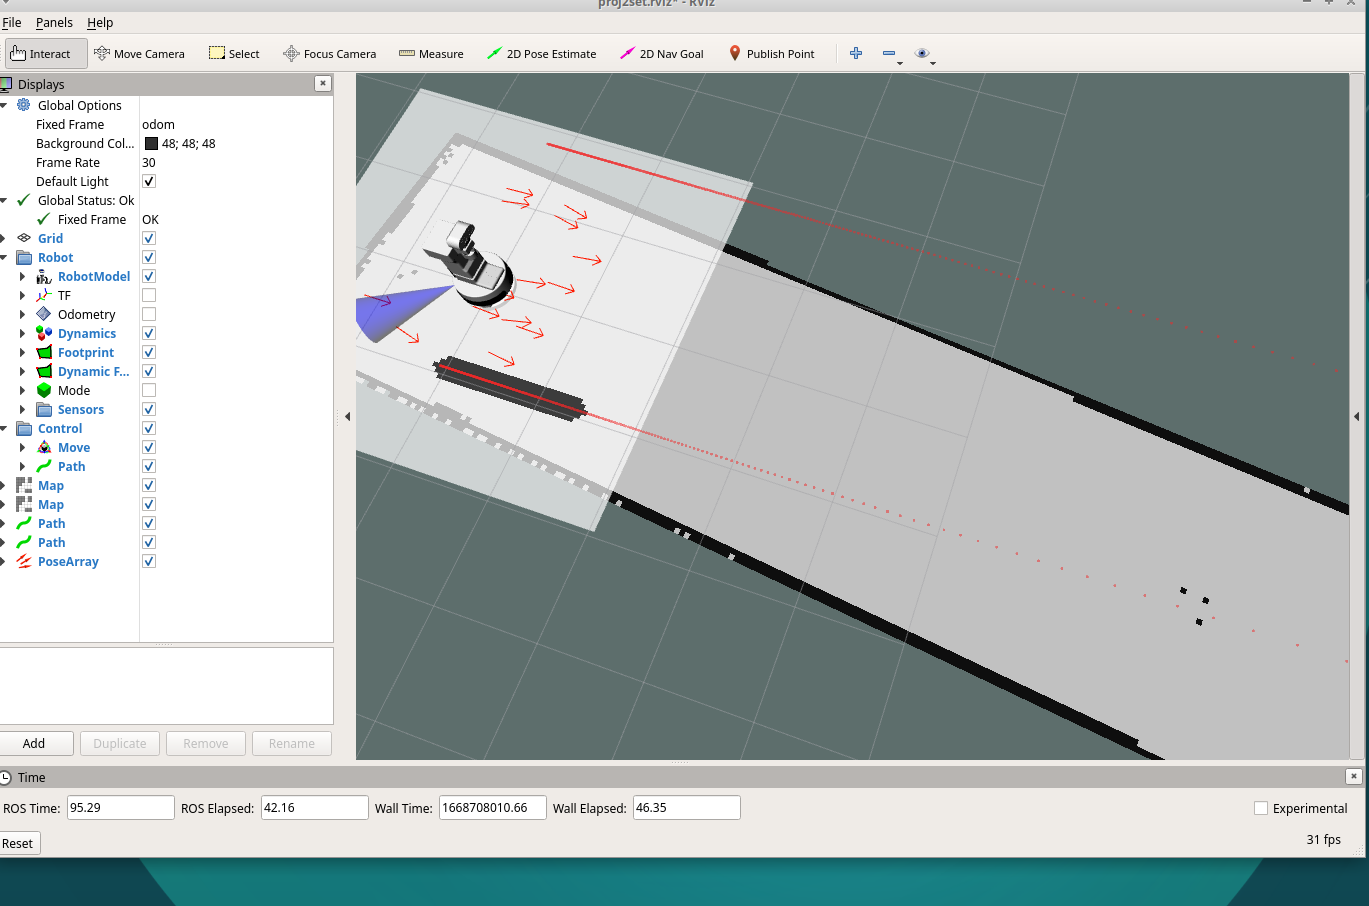 proj2set.rviz* - RViz
File Panels Help
Interact Move Camera Select Focus Camera Measure 2D Pose Estimate 2D Nav Goal Publish Point
Displays
Global Options
Fixed Frame odom
Background Col... 48; 48; 48
Frame Rate 30
Default Light
Global Status: Ok
Fixed Frame OK
Grid
Robot
RobotModel
TF
Odometry
Dynamics
Footprint
Dynamic F...
Mode
Sensors
Control
Move
Path
Map
Map
Path
Path
PoseArray
Add Duplicate Remove Rename
Time
ROS Time: 95.29 ROS Elapsed: 42.16 Wall Time: 1668708010.66 Wall Elapsed: 46.35 Experimental
Reset 31 fps